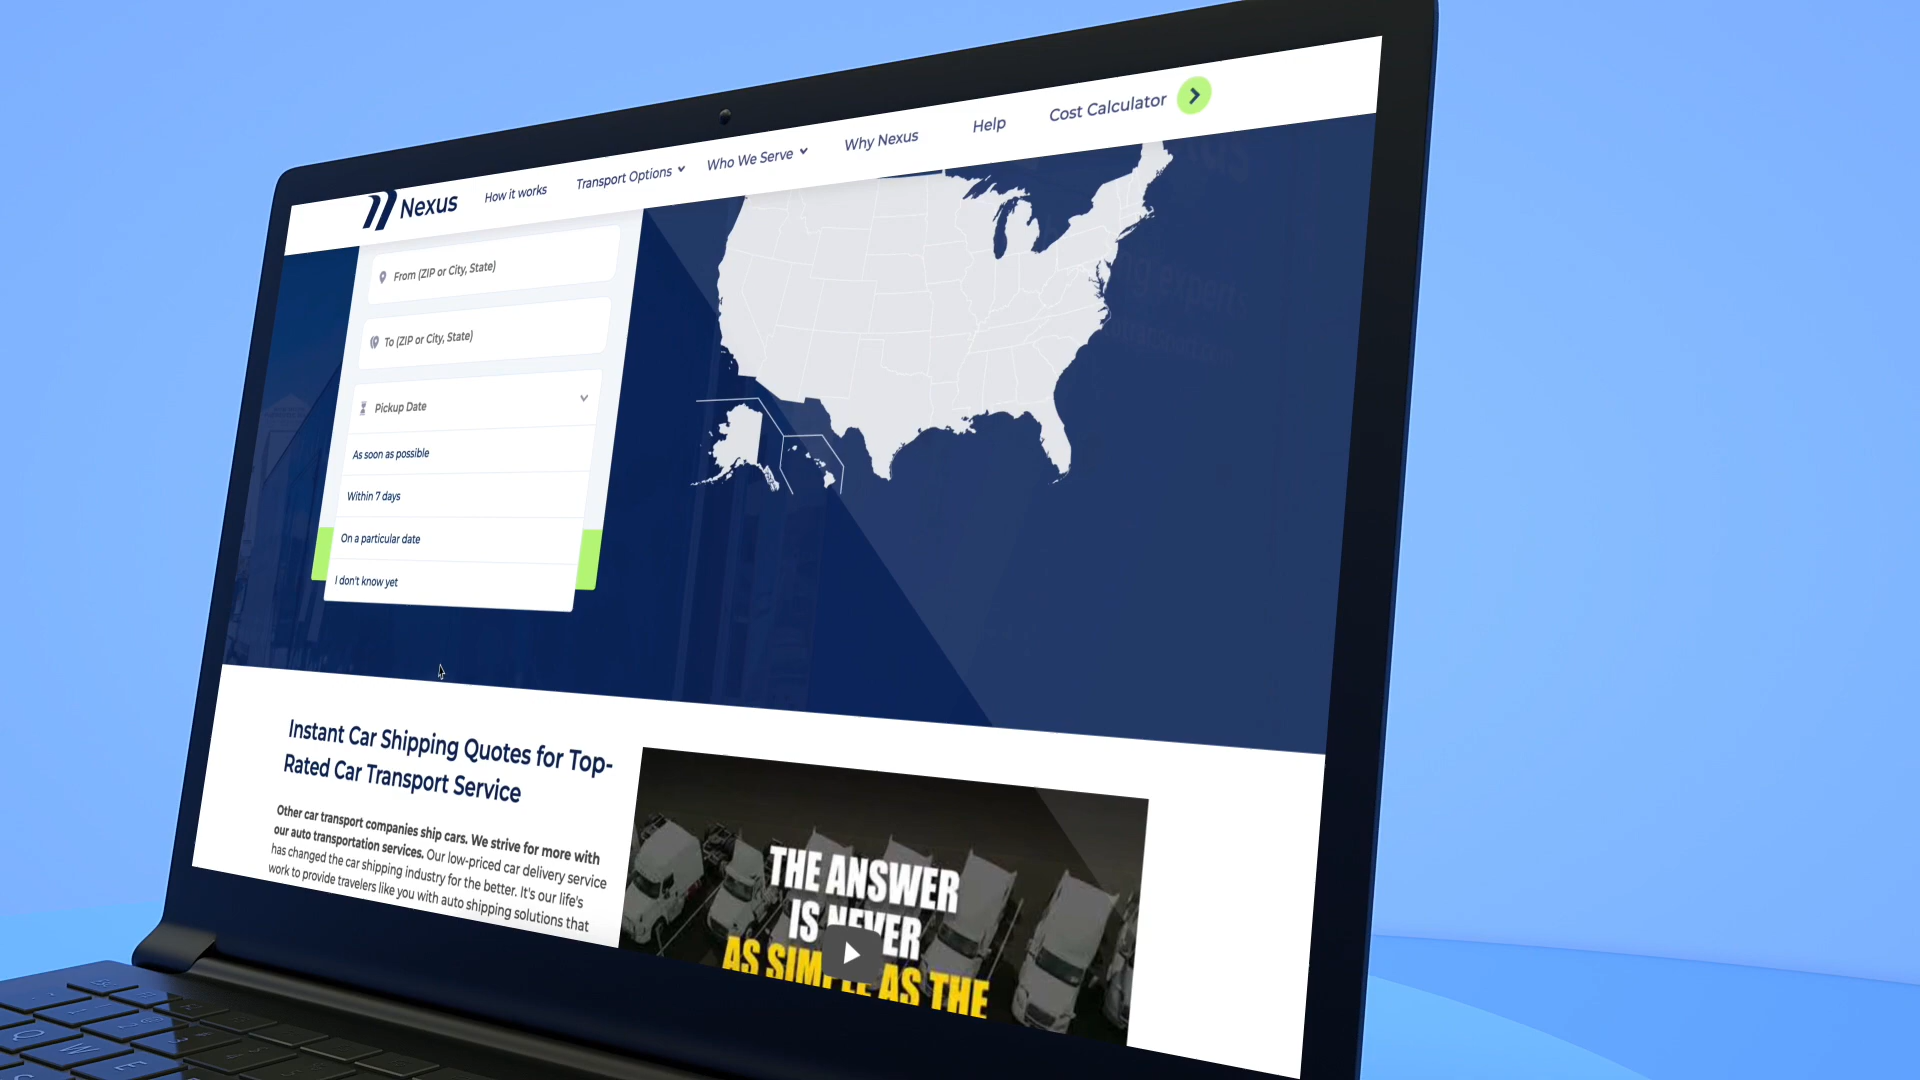 Nexus
How it works
Transport Options
Who We Serve
Why Nexus
Help
Cost Calculator
From (ZIP or City, State)
To (ZIP or City, State)
Pickup Date
As soon as possible
Within 7 days
On a particular date
I don't know yet
Instant Car Shipping Quotes for Top-
Rated Car Transport Service
Other car transport companies ship cars. We strive for more with
our auto transportation services. Our low-priced car delivery service
has changed the car shipping industry for the better. It's our life's
work to provide travelers like you with auto shipping solutions that
THE ANSWER
IS NEVER
AS SIMPLE AS THE
Q
W
E